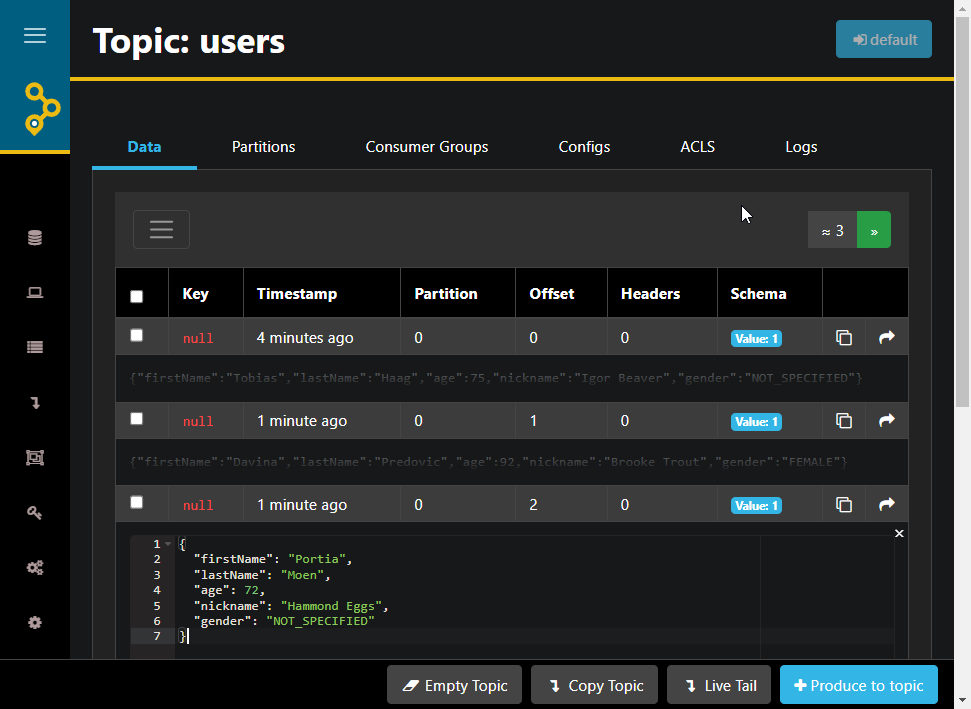 Topic: users
default
Data Partitions Consumer Groups Configs ACLS Logs
≈ 3 »
Key Timestamp Partition Offset Headers Schema
null 4 minutes ago 0 0 0 Value: 1
{"firstName":"Tobias","lastName":"Haag","age":75,"nickname":"Igor Beaver","gender":"NOT_SPECIFIED"}
null 1 minute ago 0 1 0 Value: 1
{"firstName":"Davina","lastName":"Predovic","age":92,"nickname":"Brooke Trout","gender":"FEMALE"}
null 1 minute ago 0 2 0 Value: 1
1 {
2 "firstName": "Portia",
3 "lastName": "Moen",
4 "age": 72,
5 "nickname": "Hammond Eggs",
6 "gender": "NOT_SPECIFIED"
7 }
Empty Topic Copy Topic Live Tail Produce to topic